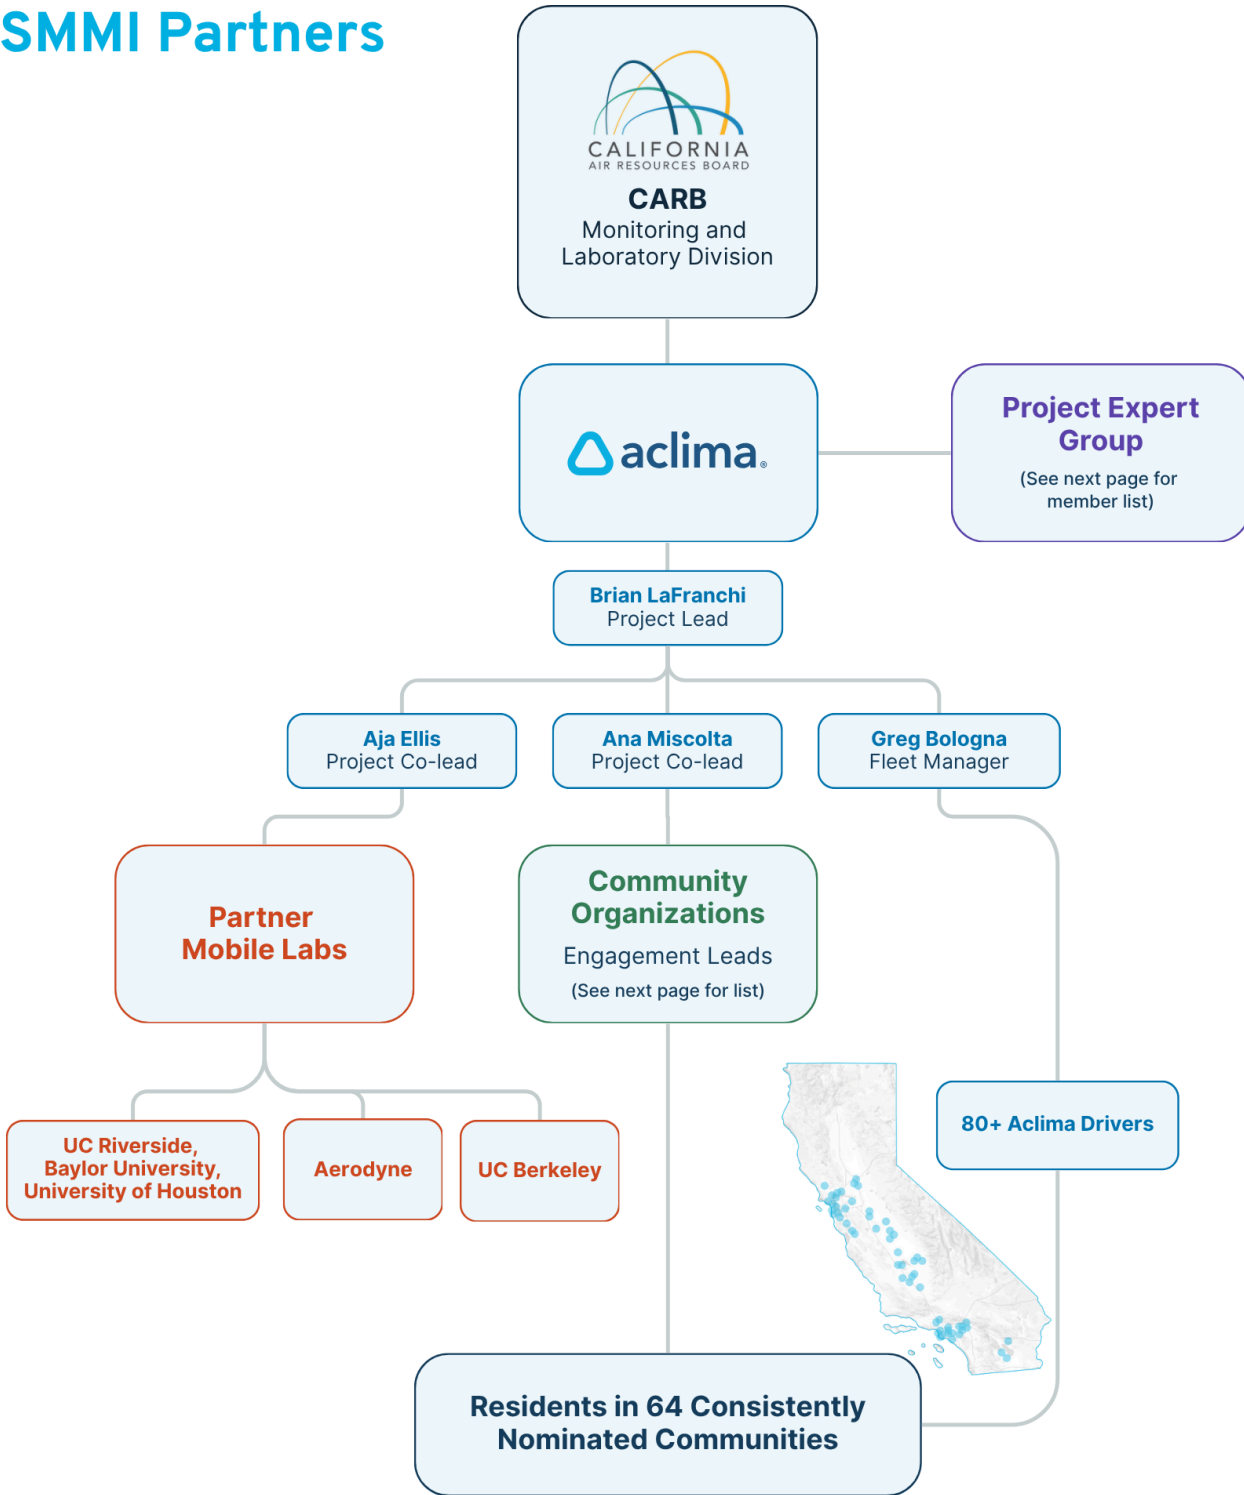 SMMI Partners
CALIFORNIA
AIR RESOURCES BOARD
CARB
Monitoring and
Laboratory Division
aclima®
Project Expert
Group
(See next page for
member list)
Brian LaFranchi
Project Lead
Aja Ellis
Project Co-lead
Ana Miscolta
Project Co-lead
Greg Bologna
Fleet Manager
Partner
Mobile Labs
Community
Organizations
Engagement Leads
(See next page for list)
UC Riverside,
Baylor University,
University of Houston
Aerodyne
UC Berkeley
80+ Aclima Drivers
Residents in 64 Consistently
Nominated Communities